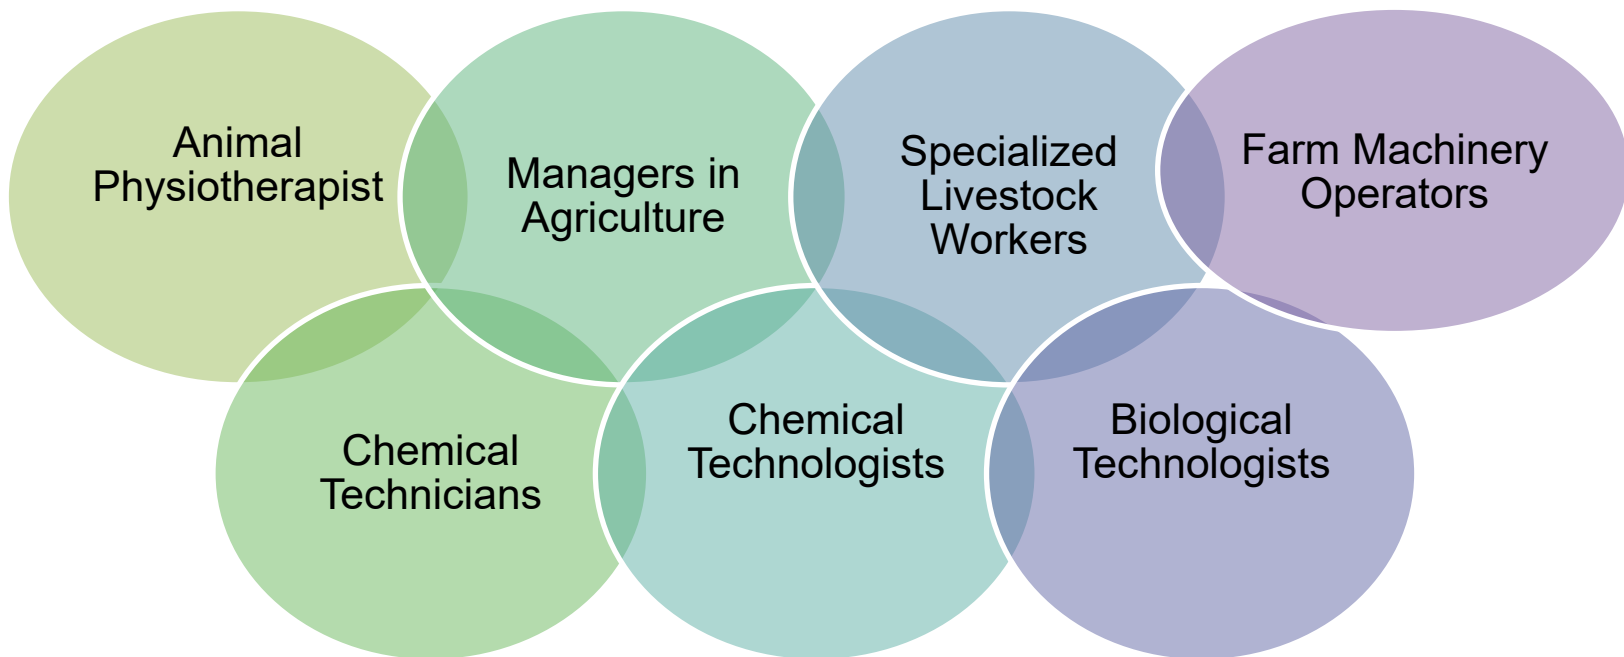 Animal
Physiotherapist
Managers in
Agriculture
Specialized
Livestock
Workers
Farm Machinery
Operators
Chemical
Technicians
Chemical
Technologists
Biological
Technologists